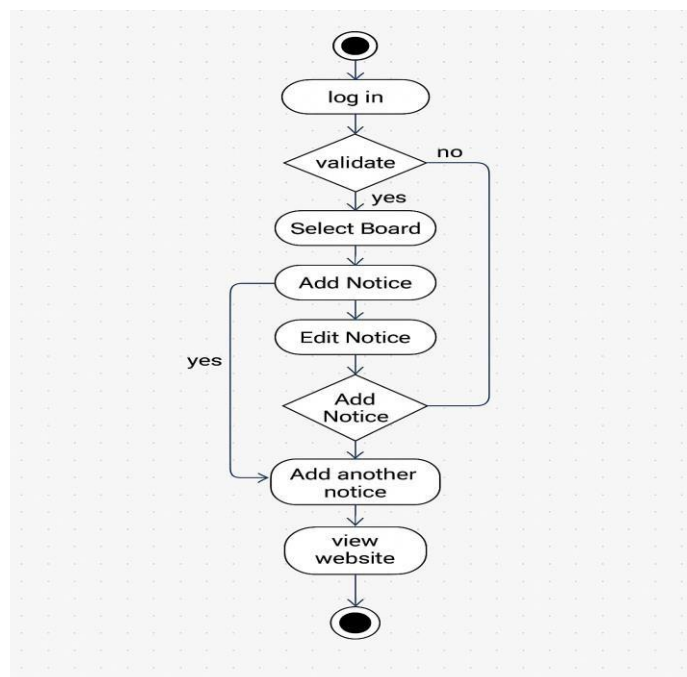 log in
validate
no
yes
Select Board
Add Notice
Edit Notice
yes
Add
Notice
Add another
notice
view
website